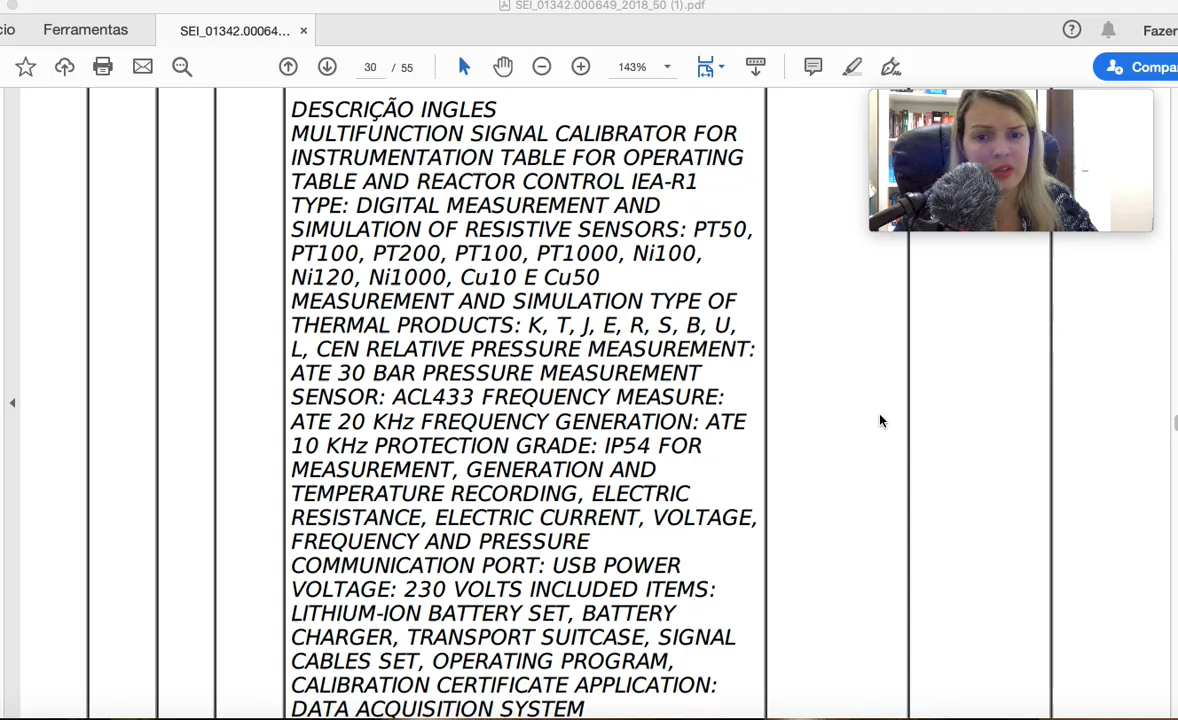 SEI_01342.000649_2018_50 (1).pdf
cio Ferramentas SEI_01342.00064... × ? Fazer
30 / 55 143% Compar
DESCRIÇÃO INGLES
MULTIFUNCTION SIGNAL CALIBRATOR FOR
INSTRUMENTATION TABLE FOR OPERATING
TABLE AND REACTOR CONTROL IEA-R1
TYPE: DIGITAL MEASUREMENT AND
SIMULATION OF RESISTIVE SENSORS: PT50,
PT100, PT200, PT100, PT1000, Ni100,
Ni120, Ni1000, Cu10 E Cu50
MEASUREMENT AND SIMULATION TYPE OF
THERMAL PRODUCTS: K, T, J, E, R, S, B, U,
L, CEN RELATIVE PRESSURE MEASUREMENT:
ATE 30 BAR PRESSURE MEASUREMENT
SENSOR: ACL433 FREQUENCY MEASURE:
ATE 20 KHz FREQUENCY GENERATION: ATE
10 KHz PROTECTION GRADE: IP54 FOR
MEASUREMENT, GENERATION AND
TEMPERATURE RECORDING, ELECTRIC
RESISTANCE, ELECTRIC CURRENT, VOLTAGE,
FREQUENCY AND PRESSURE
COMMUNICATION PORT: USB POWER
VOLTAGE: 230 VOLTS INCLUDED ITEMS:
LITHIUM-ION BATTERY SET, BATTERY
CHARGER, TRANSPORT SUITCASE, SIGNAL
CABLES SET, OPERATING PROGRAM,
CALIBRATION CERTIFICATE APPLICATION:
DATA ACQUISITION SYSTEM